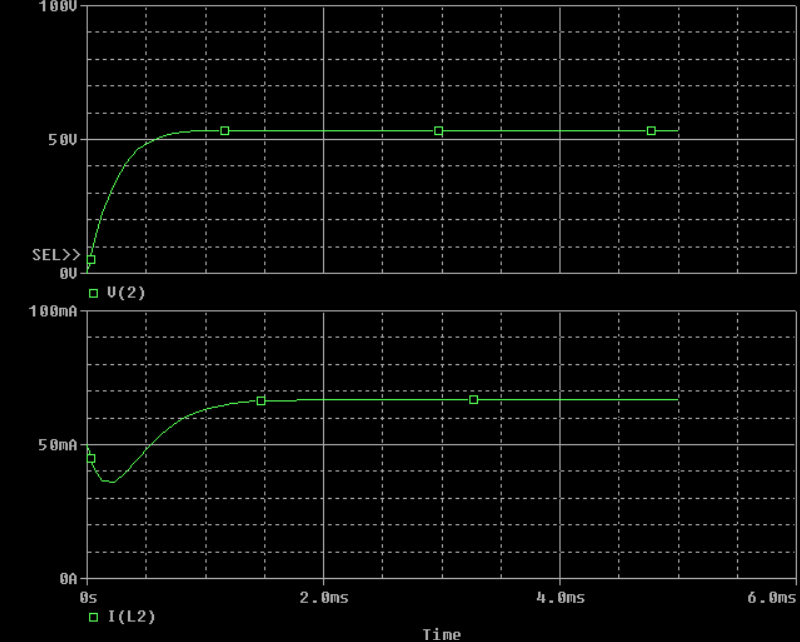 100V
50V
SEL>>
0V
V(2)
100mA
50mA
0A
0s 2.0ms 4.0ms 6.0ms
I(L2)
Time